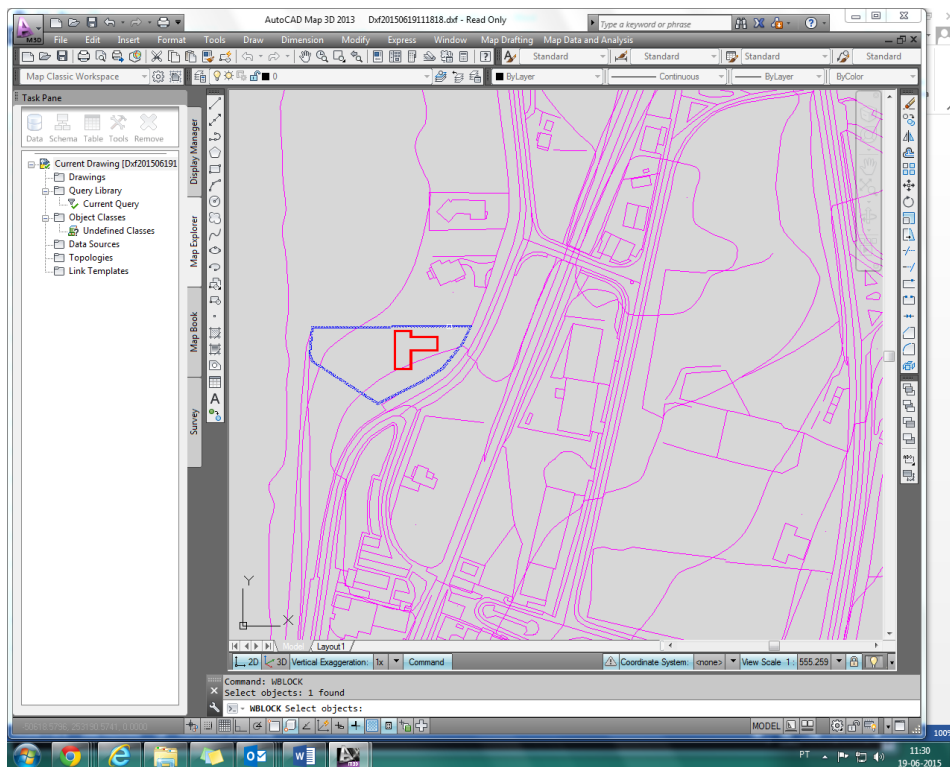 AutoCAD Map 3D 2013 Dxf20150619111818.dxf - Read Only
Type a keyword or phrase
M3D
File Edit Insert Format Tools Draw Dimension Modify Express Window Map Drafting Map Data and Analysis
Standard Standard Standard Standard
Map Classic Workspace 0 ByLayer Continuous ByLayer ByColor
Task Pane
Data Schema Table Tools Remove
Current Drawing [Dxf201506191
Drawings
Query Library
Current Query
Object Classes
Undefined Classes
Data Sources
Topologies
Link Templates
Display Manager
Map Explorer
Map Book
Survey
A
Y
X
Model Layout1
2D 3D Vertical Exaggeration: 1x Command Coordinate System: <none> View Scale 1: 555.259
Command: WBLOCK
Select objects: 1 found
WBLOCK Select objects:
MODEL
100%
PT 11:30
19-06-2015